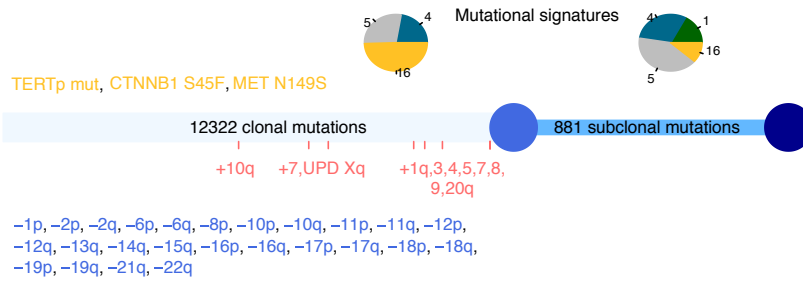 Mutational signatures
5 4
16
4 1
16
5
TERTp mut, CTNNB1 S45F, MET N149S
12322 clonal mutations
881 subclonal mutations
+10q +7,UPD Xq +1q,3,4,5,7,8,
9,20q
–1p, –2p, –2q, –6p, –6q, –8p, –10p, –10q, –11p, –11q, –12p,
–12q, –13q, –14q, –15q, –16p, –16q, –17p, –17q, –18p, –18q,
–19p, –19q, –21q, –22q